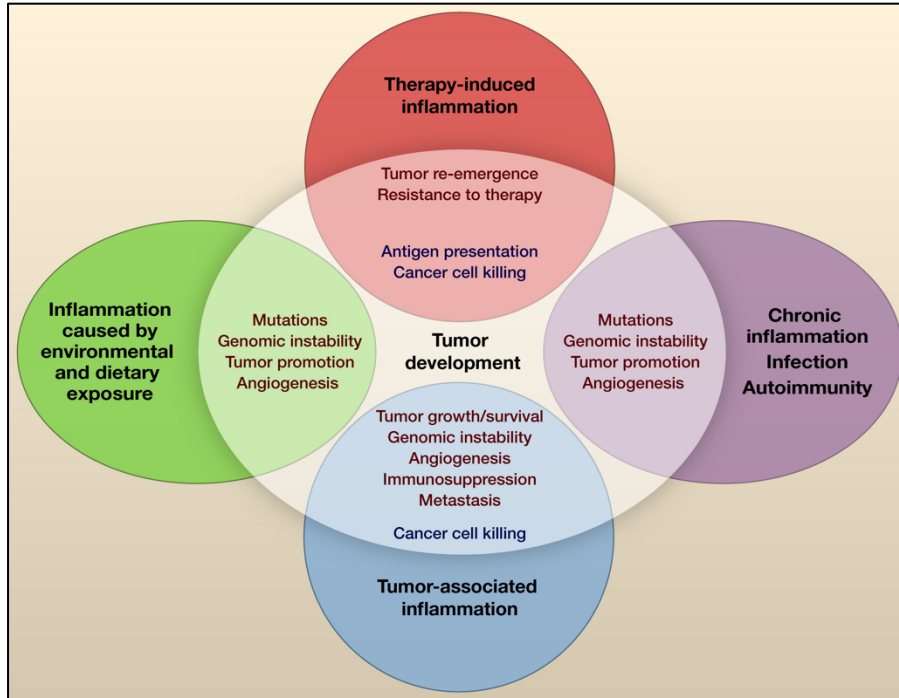 Therapy-induced
inflammation
Tumor re-emergence
Resistance to therapy
Antigen presentation
Cancer cell killing
Inflammation
caused by
environmental
and dietary
exposure
Mutations
Genomic instability
Tumor promotion
Angiogenesis
Tumor
development
Mutations
Genomic instability
Tumor promotion
Angiogenesis
Chronic
inflammation
Infection
Autoimmunity
Tumor growth/survival
Genomic instability
Angiogenesis
Immunosuppression
Metastasis
Cancer cell killing
Tumor-associated
inflammation